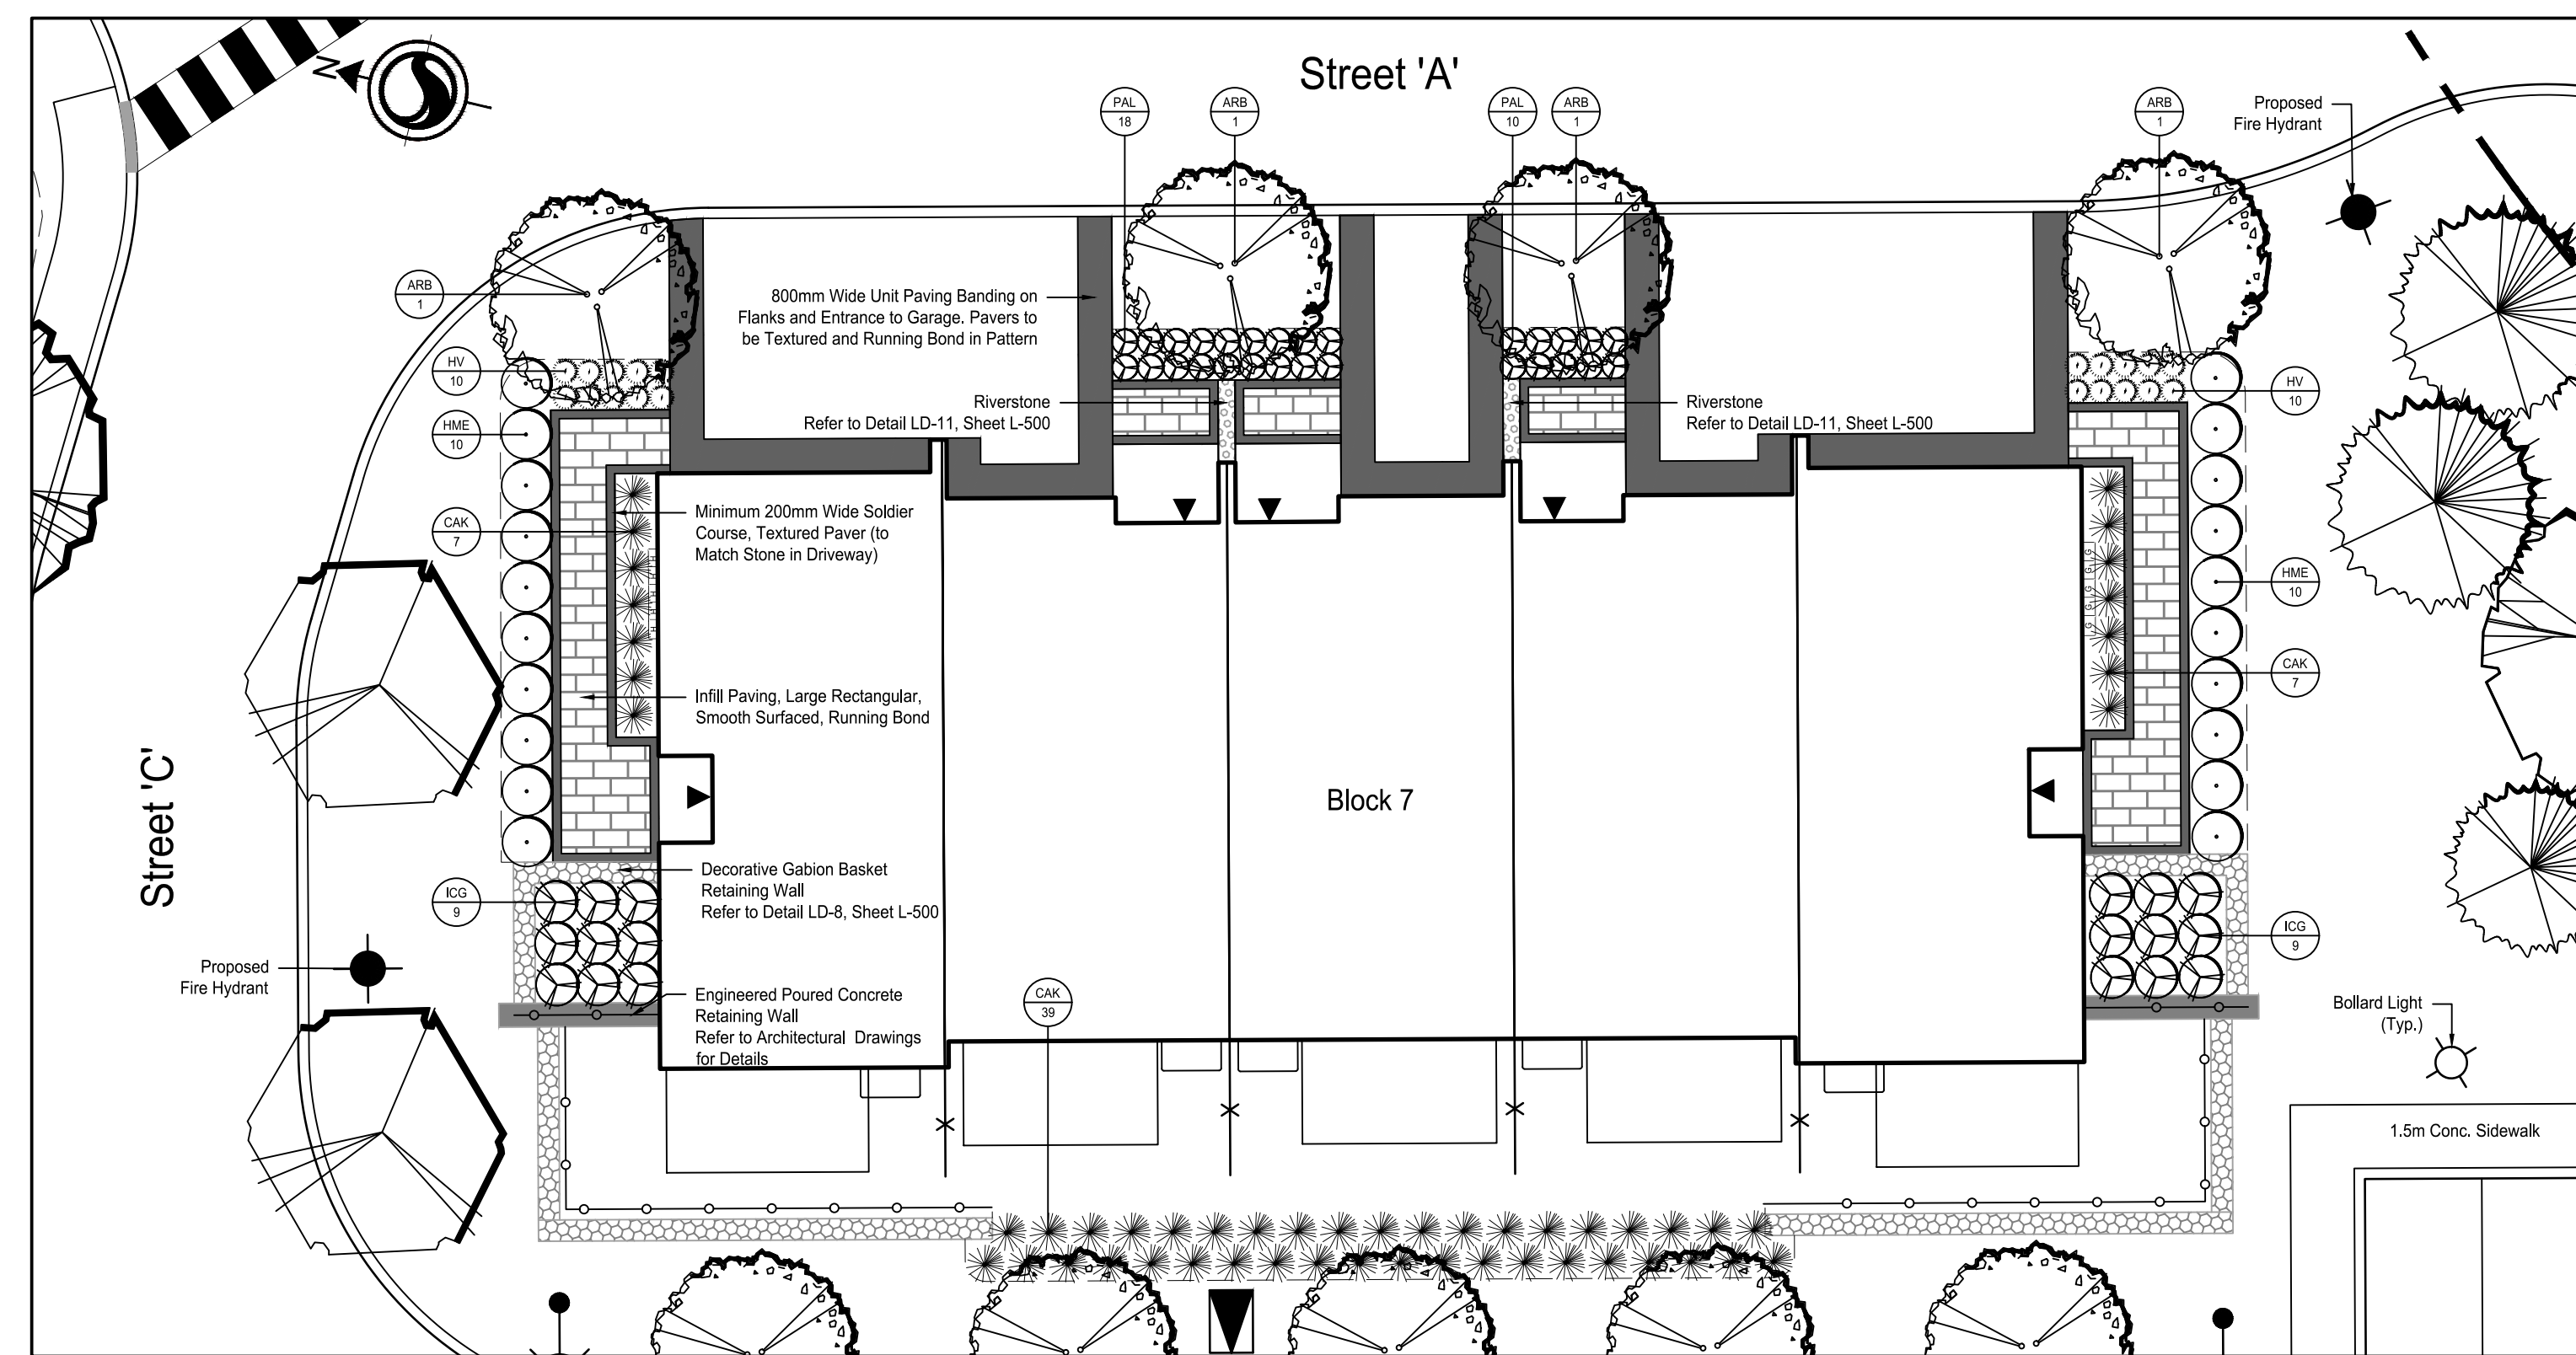 Street 'A'
N
PAL
18
ARB
1
PAL
10
ARB
1
ARB
1
Proposed
Fire Hydrant
ARB
1
800mm Wide Unit Paving Banding on
Flanks and Entrance to Garage. Pavers to
be Textured and Running Bond in Pattern
HV
10
HME
10
Riverstone
Refer to Detail LD-11, Sheet L-500
Riverstone
Refer to Detail LD-11, Sheet L-500
HV
10
CAK
7
Minimum 200mm Wide Soldier
Course, Textured Paver (to
Match Stone in Driveway)
H H H H H
G G G G G
HME
10
CAK
7
Infill Paving, Large Rectangular,
Smooth Surfaced, Running Bond
Street 'C'
Block 7
Decorative Gabion Basket
Retaining Wall
Refer to Detail LD-8, Sheet L-500
ICG
9
ICG
9
Proposed
Fire Hydrant
Engineered Poured Concrete
Retaining Wall
Refer to Architectural Drawings
for Details
CAK
39
Bollard Light
(Typ.)
1.5m Conc. Sidewalk